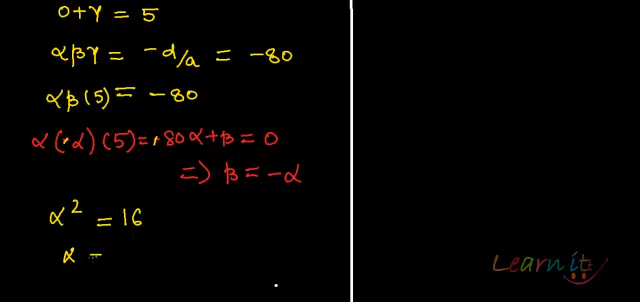 0 + γ = 5
αβγ = -d/a = -80
αβ(5) = -80
α(-α)(5) = -80 α+β = 0
=> β = -α
α² = 16
α =
Learnit